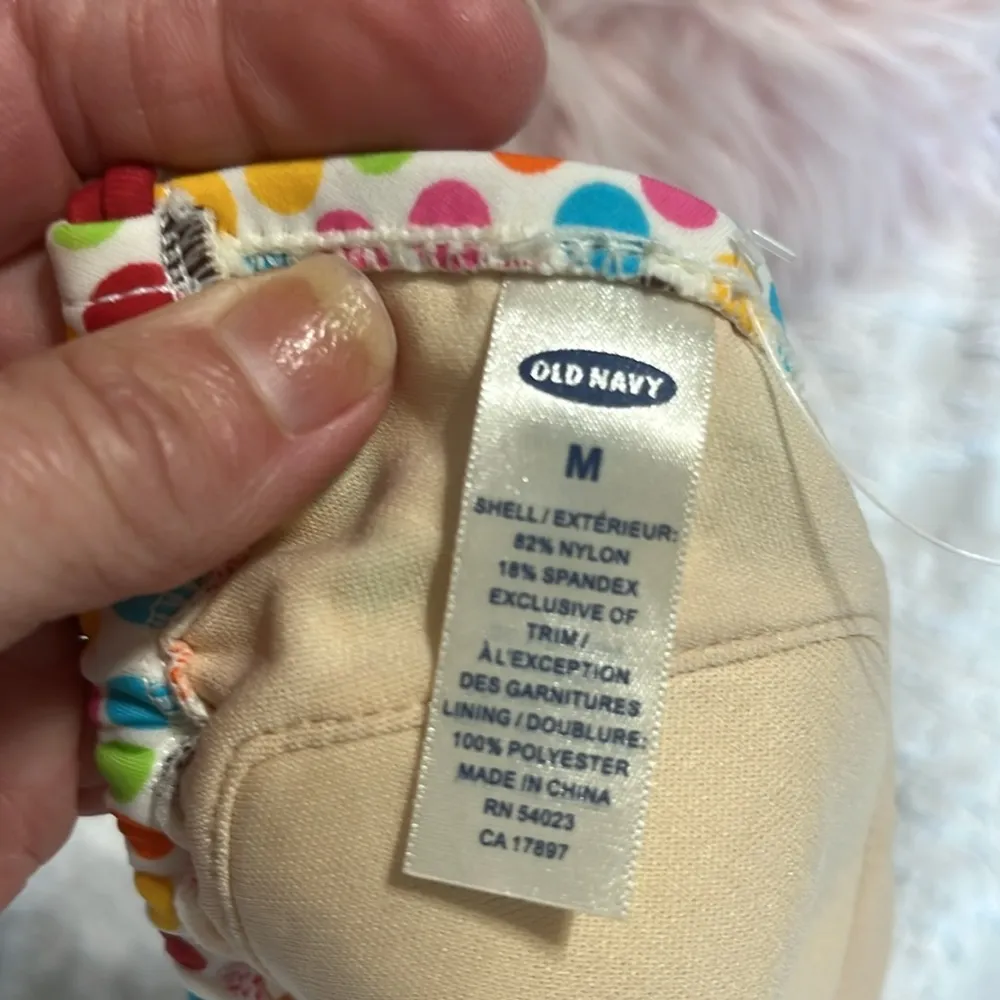 OLD NAVY
M
SHELL / EXTÉRIEUR:
82% NYLON
18% SPANDEX
EXCLUSIVE OF
TRIM /
À L'EXCEPTION
DES GARNITURES
LINING / DOUBLURE:
100% POLYESTER
MADE IN CHINA
RN 54023
CA 17897